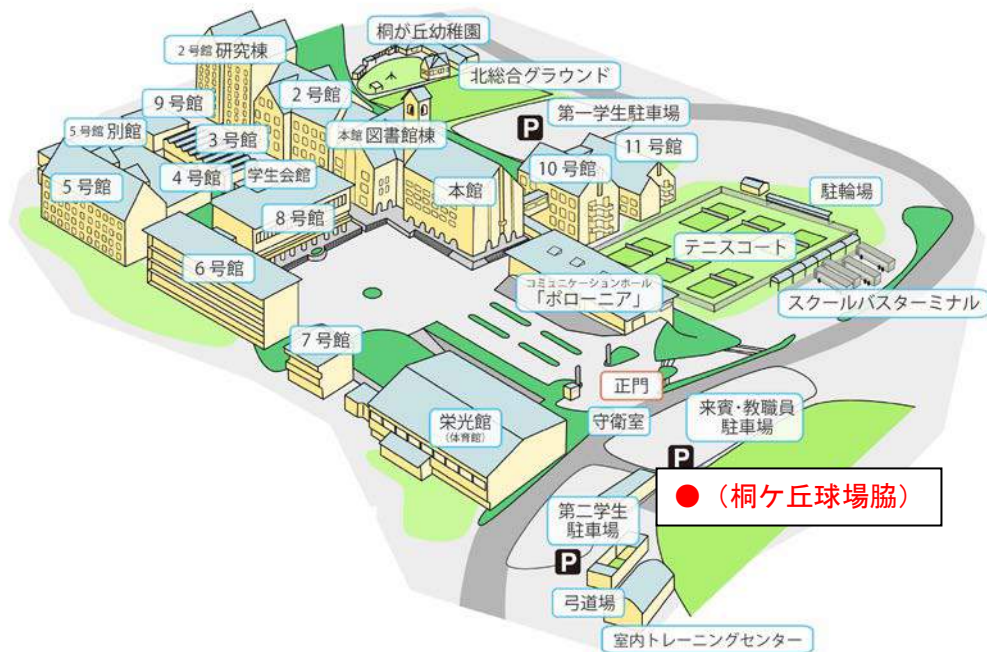 桐が丘幼稚園
2号館 研究棟
北総合グラウンド
2号館
9号館
第一学生駐車場
P
本館 図書館棟
5号館 別館
3号館
11号館
10号館
4号館
学生会館
5号館
本館
駐輪場
8号館
テニスコート
6号館
コミュニケーションホール
「ポローニア」
スクールバスターミナル
7号館
正門
栄光館
(体育館)
守衛室
来賓・教職員
駐車場
P
●（桐ケ丘球場脇）
第二学生
駐車場
P
弓道場
室内トレーニングセンター